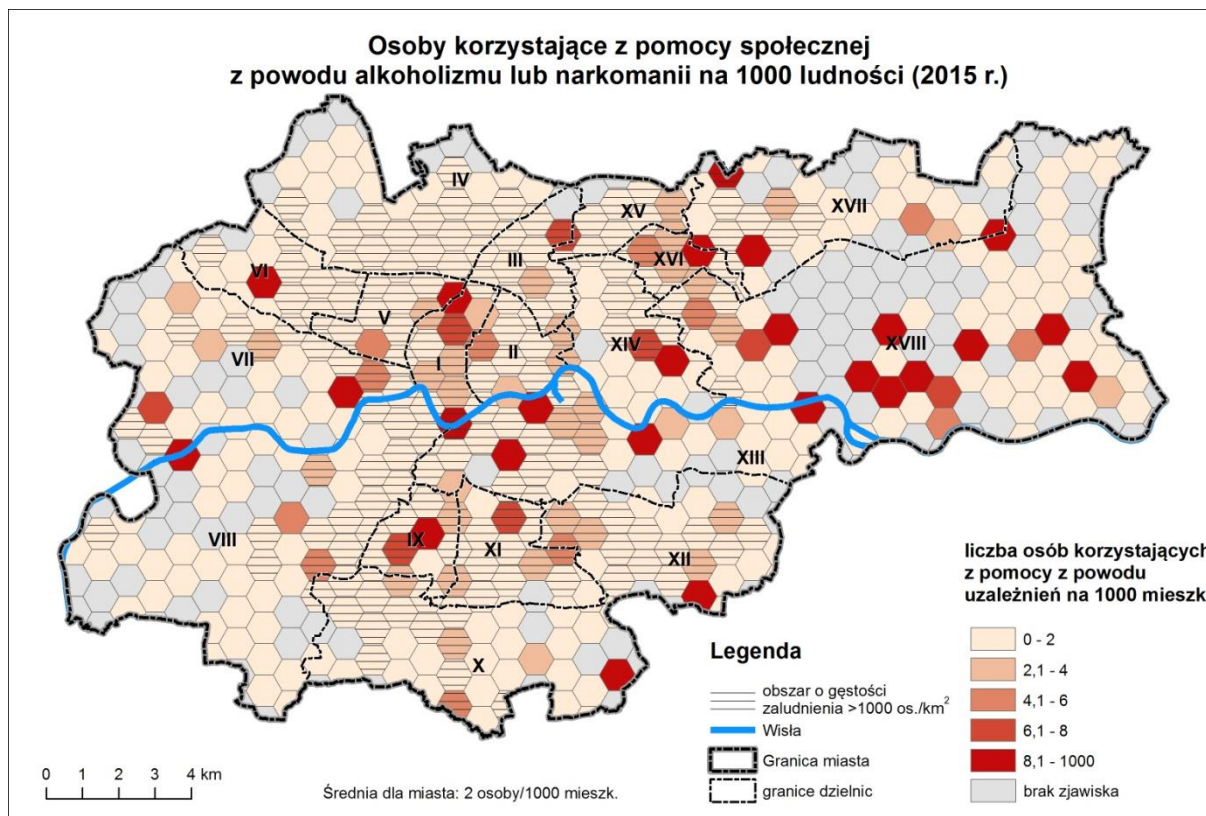 Osoby korzystające z pomocy społecznej
z powodu alkoholizmu lub narkomanii na 1000 ludności (2015 r.)
IV
XV
XVII
III
XVI
VI
V
II
XIV
XVIII
VII
I
XIII
VIII
IX
XI
XII
X
liczba osób korzystających
z pomocy z powodu
uzależnień na 1000 mieszk
0 - 2
2,1 - 4
4,1 - 6
6,1 - 8
8,1 - 1000
brak zjawiska
Legenda
obszar o gęstości
zaludnienia >1000 os./km²
Wisła
Granica miasta
granice dzielnic
0 1 2 3 4 km
Średnia dla miasta: 2 osoby/1000 mieszk.